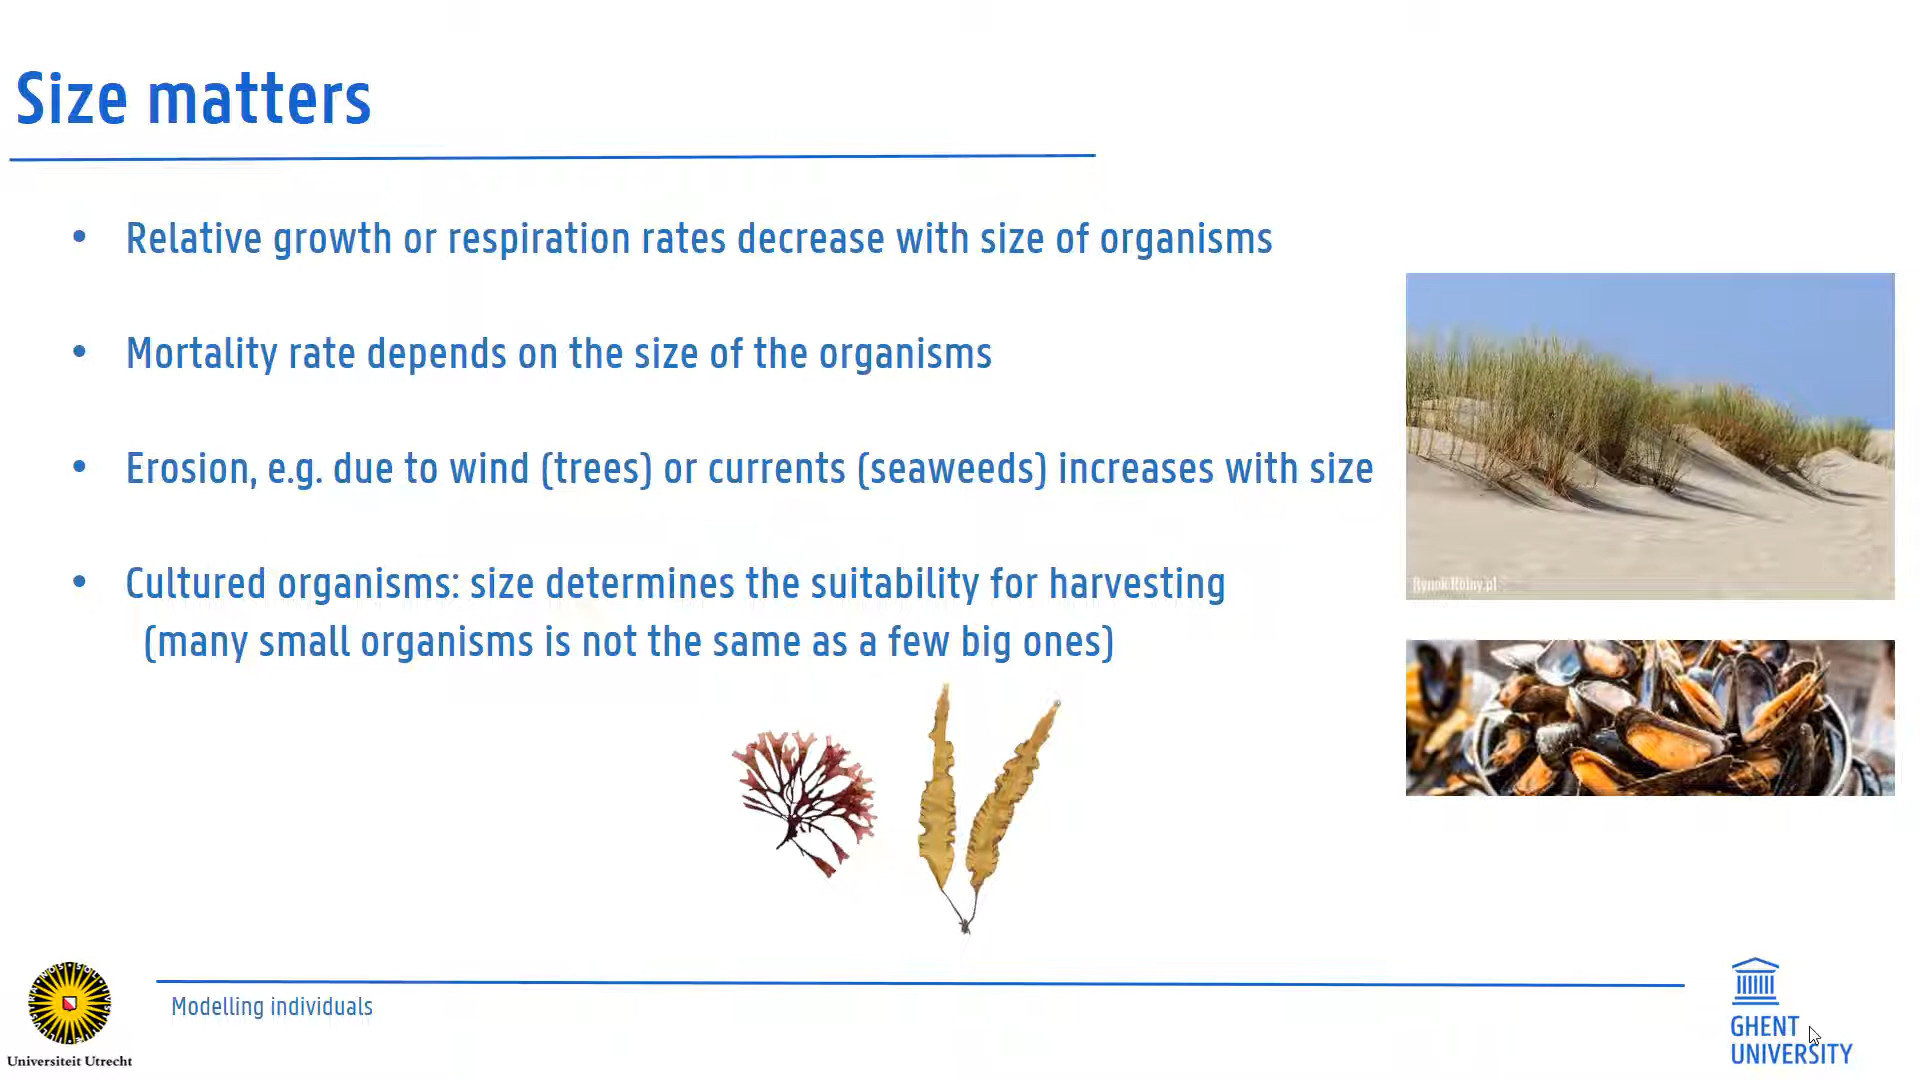 Size matters
• Relative growth or respiration rates decrease with size of organisms
• Mortality rate depends on the size of the organisms
• Erosion, e.g. due to wind (trees) or currents (seaweeds) increases with size
• Cultured organisms: size determines the suitability for harvesting
(many small organisms is not the same as a few big ones)
Modelling individuals
Universiteit Utrecht
GHENT
UNIVERSITY